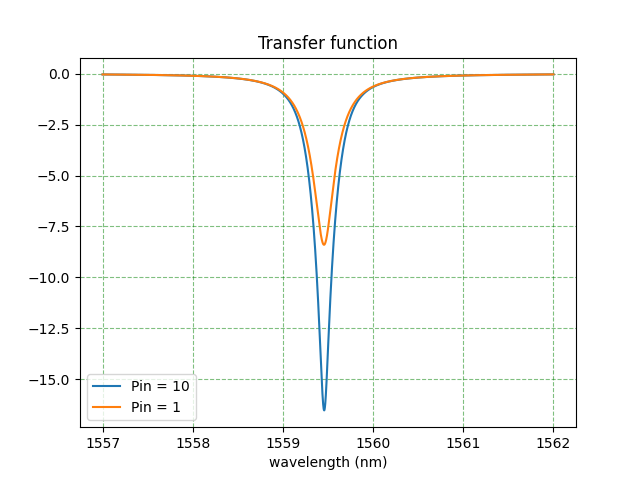 Transfer function
0.0
−2.5
−5.0
−7.5
−10.0
−12.5
−15.0
Pin = 10
Pin = 1
1557 1558 1559 1560 1561 1562
wavelength (nm)